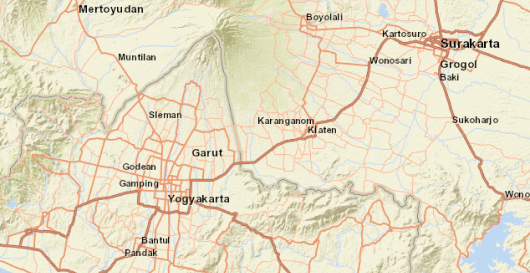 Mertoyudan
Boyolali
Kartosuro
Surakarta
Muntilan
Wonosari
Grogol
Baki
Sleman
Karanganom
Klaten
Sukoharjo
Garut
Godean
Gamping
Yogyakarta
Wono
Bantul
Pandak